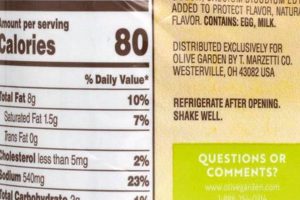 Amount per serving
Calories 80
% Daily Value*
Total Fat 8g 10%
Saturated Fat 1.5g 7%
Trans Fat 0g
Cholesterol less than 5mg 2%
Sodium 540mg 23%
Total Carbohydrate 2g
ADDED TO PROTECT FLAVOR, NATURAL
FLAVOR. CONTAINS: EGG, MILK.
DISTRIBUTED EXCLUSIVELY FOR
OLIVE GARDEN BY T. MARZETTI CO.
WESTERVILLE, OH 43082 USA
REFRIGERATE AFTER OPENING.
SHAKE WELL.
QUESTIONS OR
COMMENTS?
www.olivegarden.com